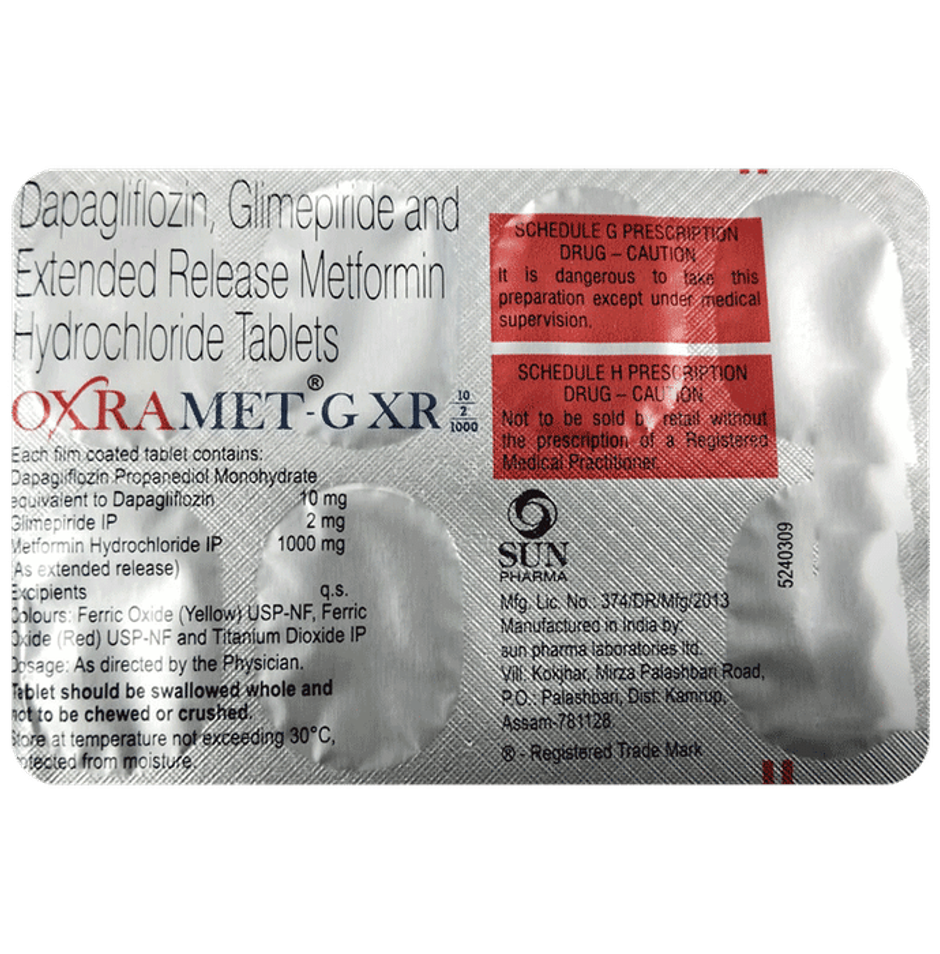 Dapagliflozin, Glimepiride and
Extended Release Metformin
Hydrochloride Tablets
OXRAMET®-G XR 10/2/1000
Each film coated tablet contains:
Dapagliflozin Propanediol Monohydrate
equivalent to Dapagliflozin 10 mg
Glimepiride IP 2 mg
Metformin Hydrochloride IP 1000 mg
(As extended release)
Excipients q.s.
Colours: Ferric Oxide (Yellow) USP-NF, Ferric
Oxide (Red) USP-NF and Titanium Dioxide IP
Dosage: As directed by the Physician.
Tablet should be swallowed whole and
not to be chewed or crushed.
Store at temperature not exceeding 30°C,
protected from moisture.
SCHEDULE G PRESCRIPTION
DRUG – CAUTION
It is dangerous to take this
preparation except under medical
supervision.
SCHEDULE H PRESCRIPTION
DRUG – CAUTION
Not to be sold by retail without
the prescription of a Registered
Medical Practitioner.
SUN
PHARMA
Mfg. Lic. No.: 374/DR/Mfg/2013
Manufactured in India by:
sun pharma laboratories ltd.
Vill: Kokjhar, Mirza Palashbari Road,
P.O.: Palashbari, Dist: Kamrup,
Assam-781128.
® - Registered Trade Mark
5240309